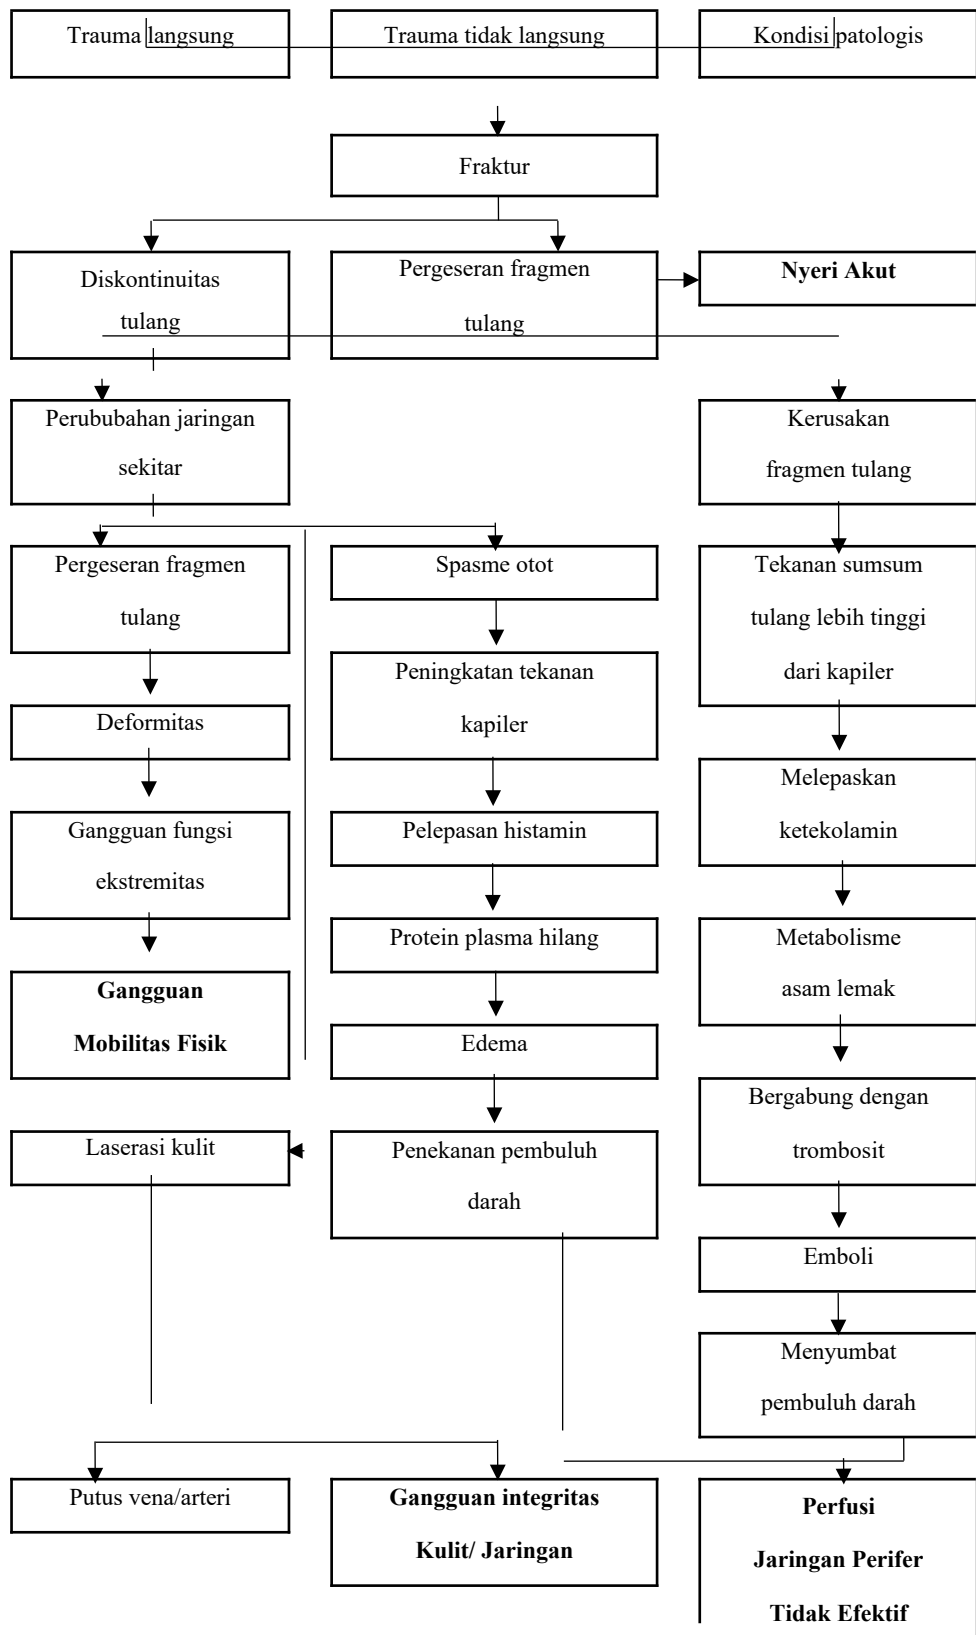 Trauma langsung
Trauma tidak langsung
Kondisi patologis
Fraktur
Diskontinuitas
tulang
Pergeseran fragmen
tulang
Nyeri Akut
Perububahan jaringan
sekitar
Kerusakan
fragmen tulang
Pergeseran fragmen
tulang
Spasme otot
Tekanan sumsum
tulang lebih tinggi
dari kapiler
Deformitas
Peningkatan tekanan
kapiler
Gangguan fungsi
ekstremitas
Pelepasan histamin
Melepaskan
ketekolamin
Gangguan
Mobilitas Fisik
Protein plasma hilang
Metabolisme
asam lemak
Edema
Laserasi kulit
Penekanan pembuluh
darah
Bergabung dengan
trombosit
Emboli
Menyumbat
pembuluh darah
Putus vena/arteri
Gangguan integritas
Kulit/ Jaringan
Perfusi
Jaringan Perifer
Tidak Efektif